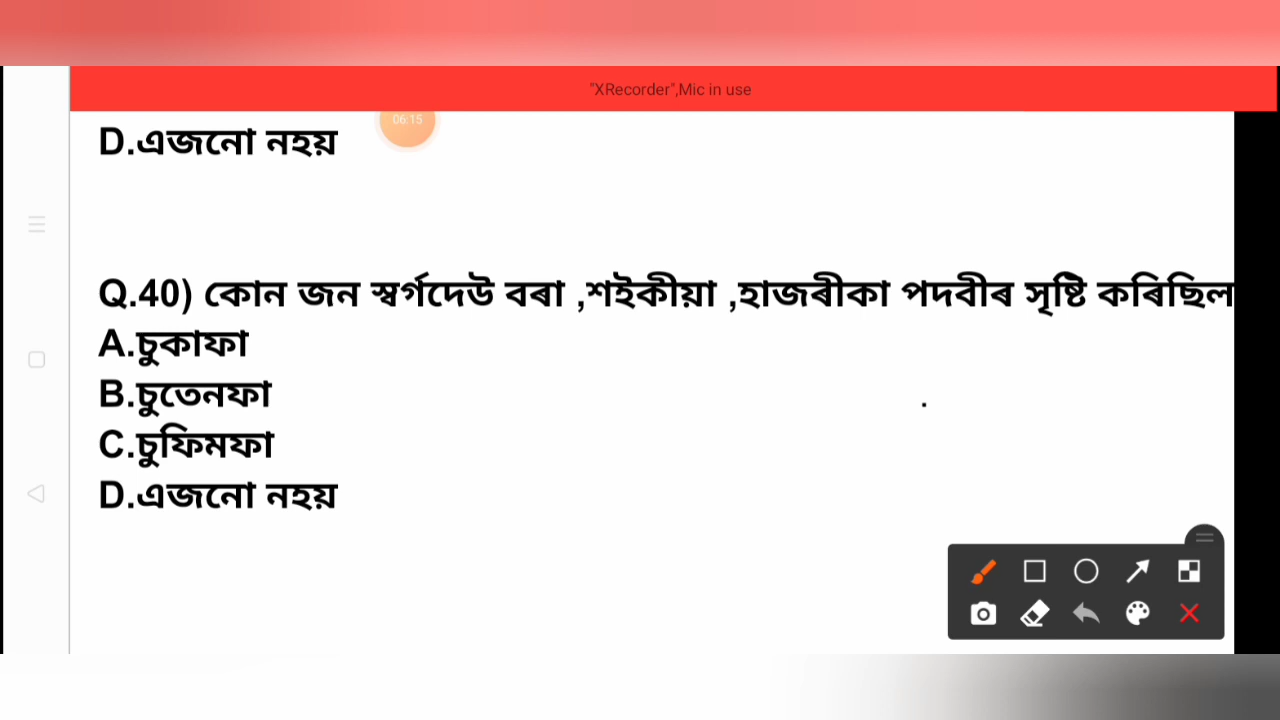 "XRecorder",Mic in use
06:15
D.এজনো নহয়
Q.40) কোন জন স্বৰ্গদেউ বৰা ,শইকীয়া ,হাজৰীকা পদবীৰ সৃষ্টি কৰিছিল
A.চুকাফা
B.চুতেনফা
C.চুফিমফা
D.এজনো নহয়